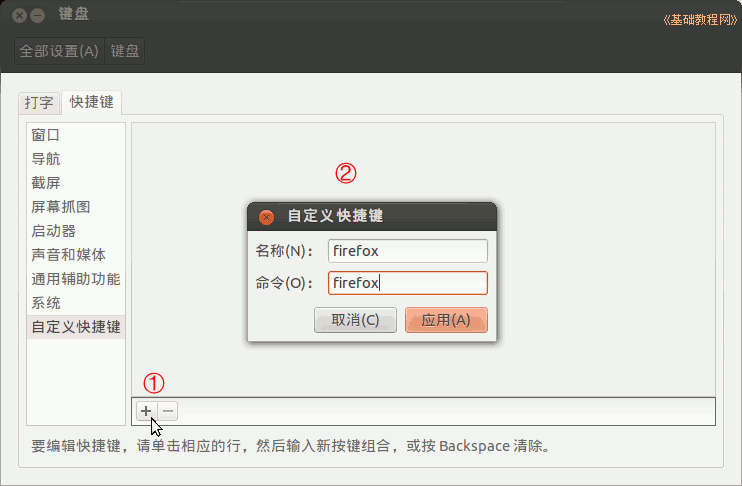 键盘
《基础教程网》
全部设置(A) 键盘
打字 快捷键
窗口
导航
截屏
屏幕抓图
启动器
声音和媒体
通用辅助功能
系统
自定义快捷键
②
自定义快捷键
名称(N)： firefox
命令(O)： firefox
取消(C) 应用(A)
①
要编辑快捷键，请单击相应的行，然后输入新按键组合，或按 Backspace 清除。